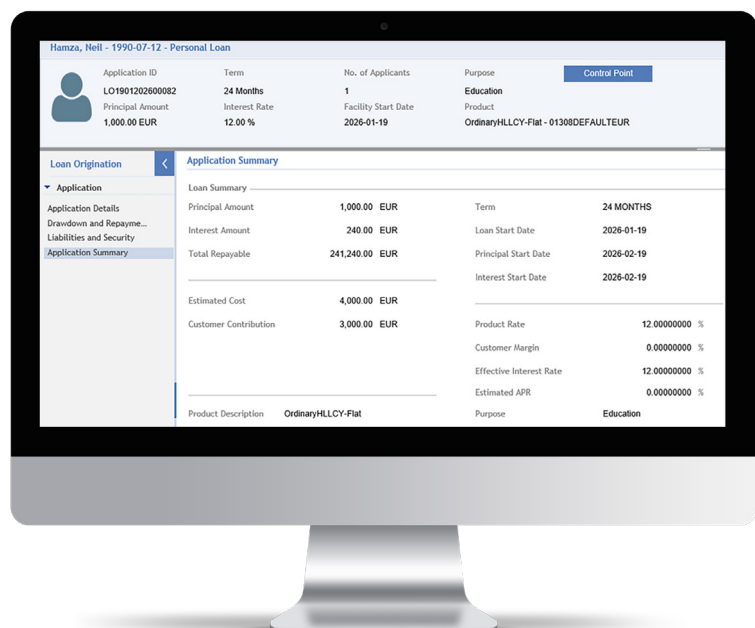 Hamza, Neil - 1990-07-12 - Personal Loan
Application ID Term No. of Applicants Purpose Control Point
LO1901202600082 24 Months 1 Education
Principal Amount Interest Rate Facility Start Date Product
1,000.00 EUR 12.00 % 2026-01-19 OrdinaryHLLCY-Flat - 01308DEFAULTEUR
Loan Origination
Application
Application Details
Drawdown and Repayme...
Liabilities and Security
Application Summary
Application Summary
Loan Summary
Principal Amount 1,000.00 EUR Term 24 MONTHS
Interest Amount 240.00 EUR Loan Start Date 2026-01-19
Total Repayable 241,240.00 EUR Principal Start Date 2026-02-19
Interest Start Date 2026-02-19
Estimated Cost 4,000.00 EUR
Customer Contribution 3,000.00 EUR Product Rate 12.00000000 %
Customer Margin 0.00000000 %
Effective Interest Rate 12.00000000 %
Estimated APR 0.00000000 %
Product Description OrdinaryHLLCY-Flat Purpose Education